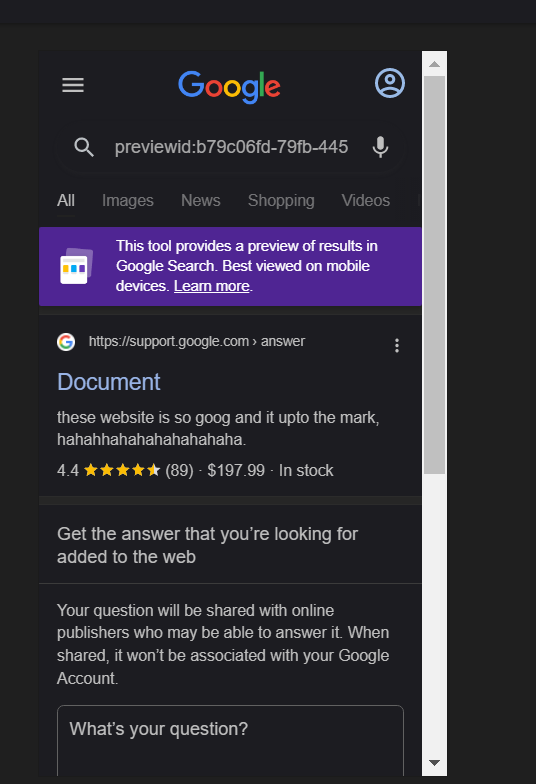 Google
previewid:b79c06fd-79fb-445
All Images News Shopping Videos
This tool provides a preview of results in
Google Search. Best viewed on mobile
devices. Learn more.
https://support.google.com › answer
Document
these website is so goog and it upto the mark,
hahahhahahahahahahaha.
4.4 (89) · $197.99 · In stock
Get the answer that you’re looking for
added to the web
Your question will be shared with online
publishers who may be able to answer it. When
shared, it won’t be associated with your Google
Account.
What’s your question?